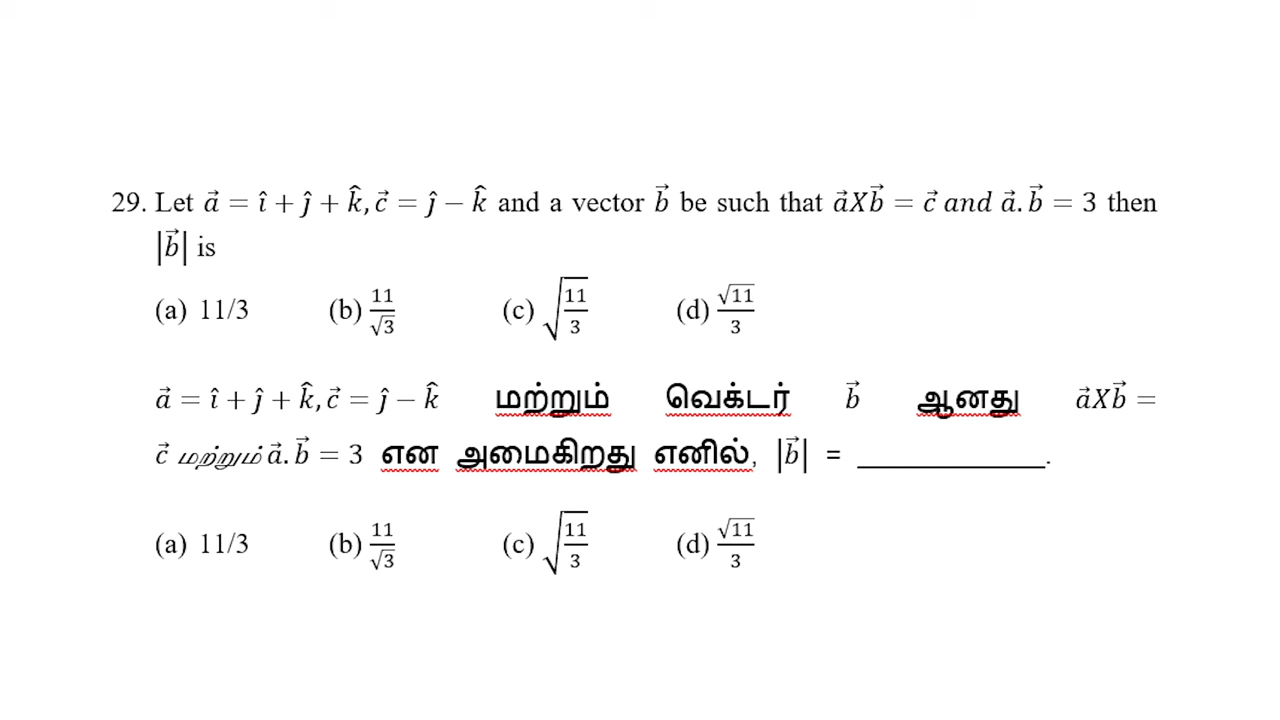 29. Let a⃗ = î + ĵ + k̂, c⃗ = ĵ − k̂ and a vector b⃗ be such that a⃗Xb⃗ = c⃗ and a⃗.b⃗ = 3 then
|b⃗| is
(a) 11/3 (b) 11/√3 (c) √(11/3) (d) √11/3
a⃗ = î + ĵ + k̂, c⃗ = ĵ − k̂ மற்றும் வெக்டர் b⃗ ஆனது a⃗Xb⃗ =
c⃗ மற்றும் a⃗.b⃗ = 3 என அமைகிறது எனில், |b⃗| = ____________.
(a) 11/3 (b) 11/√3 (c) √(11/3) (d) √11/3